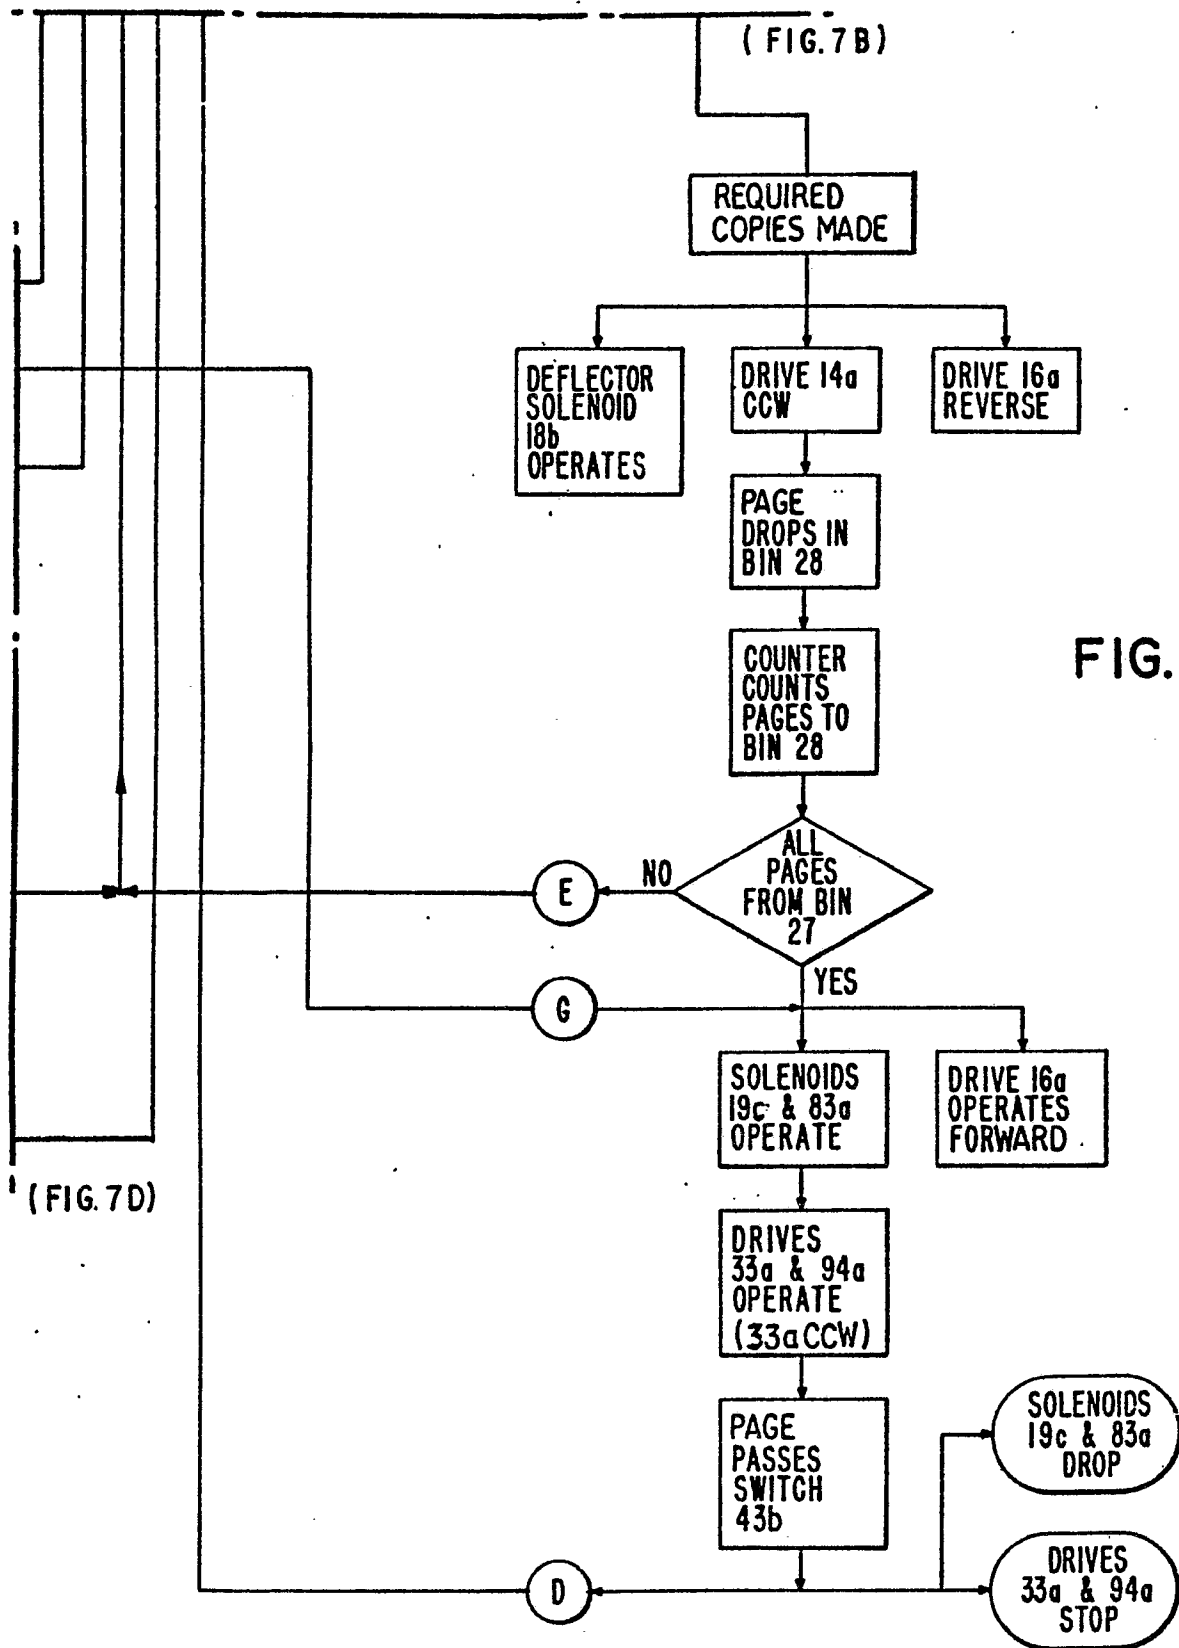 (FIG. 7B)
REQUIRED
COPIES MADE
DEFLECTOR
SOLENOID
18b
OPERATES
DRIVE 14a
CCW
DRIVE 16a
REVERSE
PAGE
DROPS IN
BIN 28
COUNTER
COUNTS
PAGES TO
BIN 28
FIG.
ALL
PAGES
FROM BIN
27
NO
E
YES
G
SOLENOIDS
19c & 83a
OPERATE
DRIVE 16a
OPERATES
FORWARD
(FIG. 7D)
DRIVES
33a & 94a
OPERATE
(33a CCW)
PAGE
PASSES
SWITCH
43b
SOLENOIDS
19c & 83a
DROP
D
DRIVES
33a & 94a
STOP